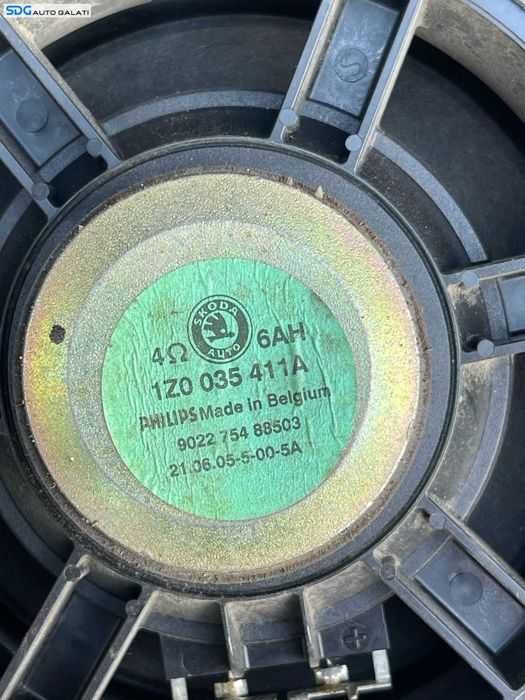 SDG AUTO GALATI
ŠKODA
AUTO
4Ω 6AH
1Z0 035 411A
PHILIPS Made in Belgium
9022 754 88503
21.06.05-5-00-5A
S
+